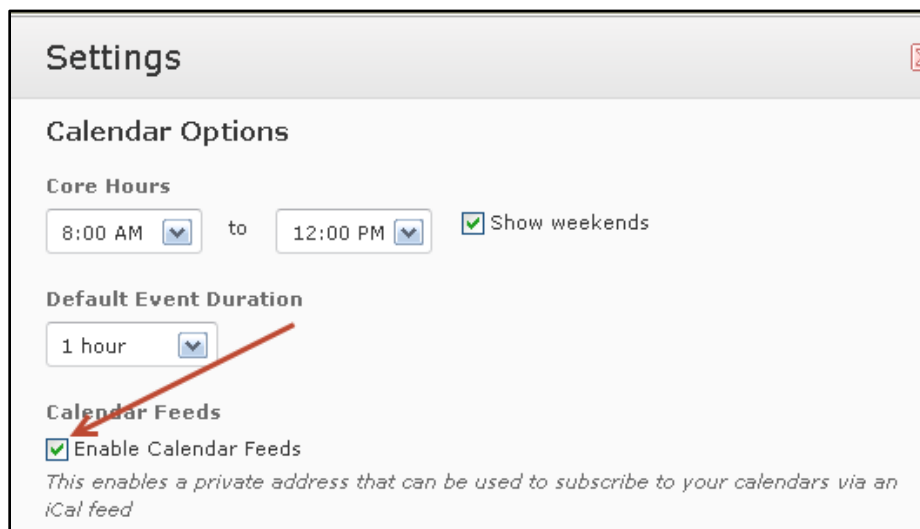 Settings
Calendar Options
Core Hours
8:00 AM to 12:00 PM Show weekends
Default Event Duration
1 hour
Calendar Feeds
Enable Calendar Feeds
This enables a private address that can be used to subscribe to your calendars via an
iCal feed